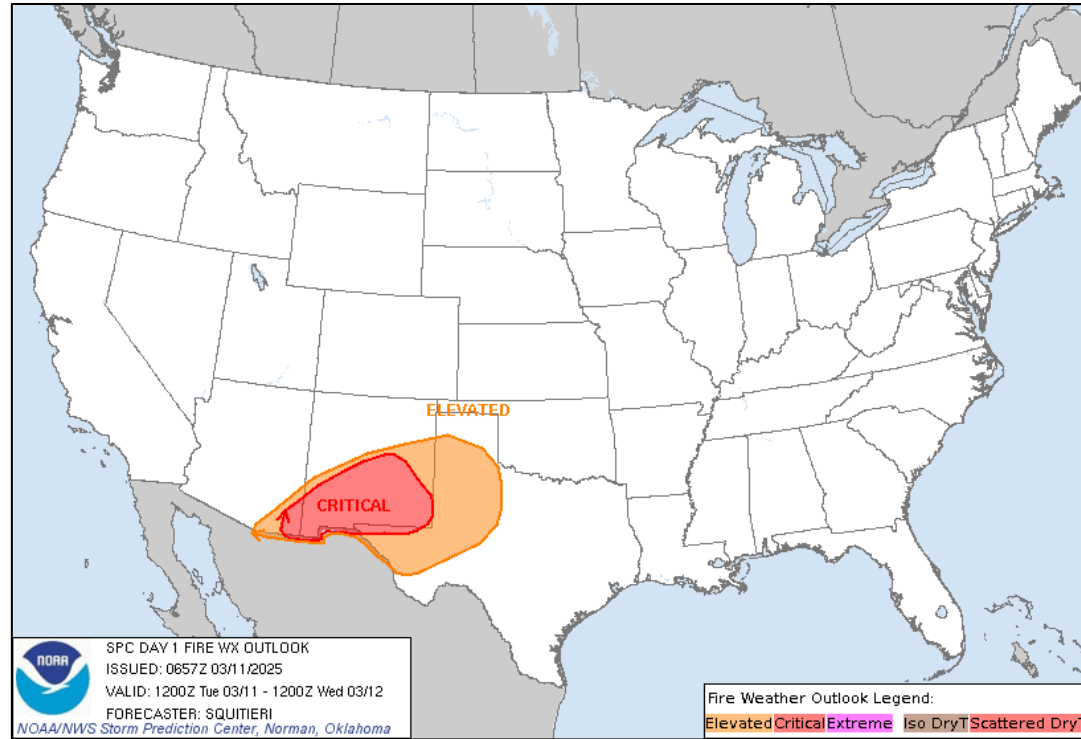 ELEVATED
CRITICAL
NOAA
SPC DAY 1 FIRE WX OUTLOOK
ISSUED: 0657Z 03/11/2025
VALID: 1200Z Tue 03/11 - 1200Z Wed 03/12
FORECASTER: SQUITIERI
NOAA/NWS Storm Prediction Center, Norman, Oklahoma
Fire Weather Outlook Legend:
Elevated Critical Extreme Iso DryT Scattered DryT